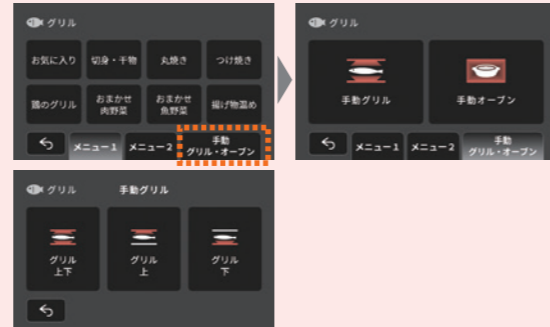 グリル
お気に入り 切身・干物 丸焼き つけ焼き
鶏のグリル おまかせ 肉野菜 おまかせ 魚野菜 揚げ物温め
メニュー1 メニュー2 手動
グリル・オーブン
グリル
手動グリル 手動オーブン
メニュー1 メニュー2 手動
グリル・オーブン
グリル 手動グリル
グリル グリル グリル
上下 上 下